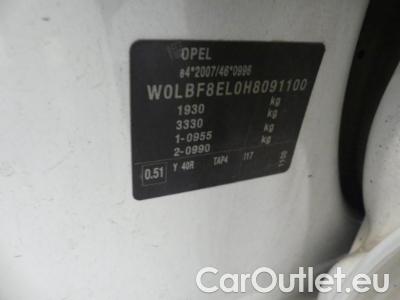 OPEL
e4*2007/46*0996
W0LBF8EL0H8091100
1930 kg
3330 kg
1-0955 kg
2-0990 kg
0.51 Y 40R TAP4 I17
CarOutlet.eu